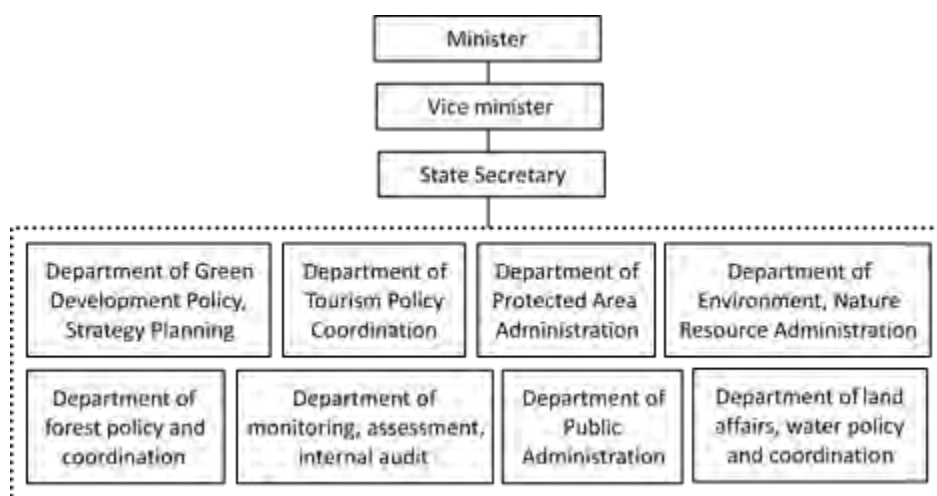 Minister
Vice minister
State Secretary
Department of Green
Development Policy,
Strategy Planning
Department of
Tourism Policy
Coordination
Department of
Protected Area
Administration
Department of
Environment, Nature
Resource Administration
Department of
forest policy and
coordination
Department of
monitoring, assessment,
internal audit
Department of
Public
Administration
Department of land
affairs, water policy
and coordination